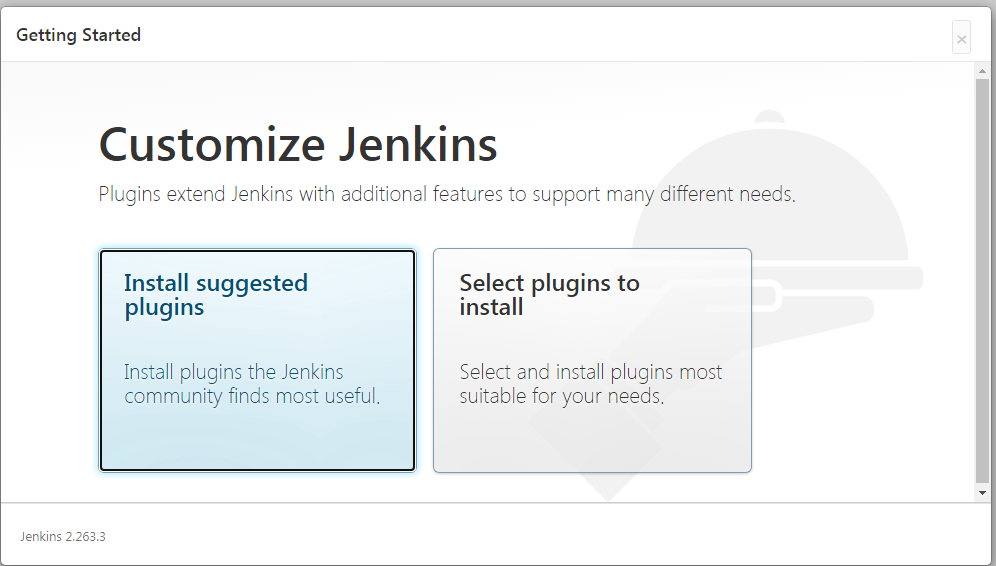 Getting Started
×
Customize Jenkins
Plugins extend Jenkins with additional features to support many different needs.
Install suggested
plugins
Install plugins the Jenkins
community finds most useful.
Select plugins to
install
Select and install plugins most
suitable for your needs.
Jenkins 2.263.3